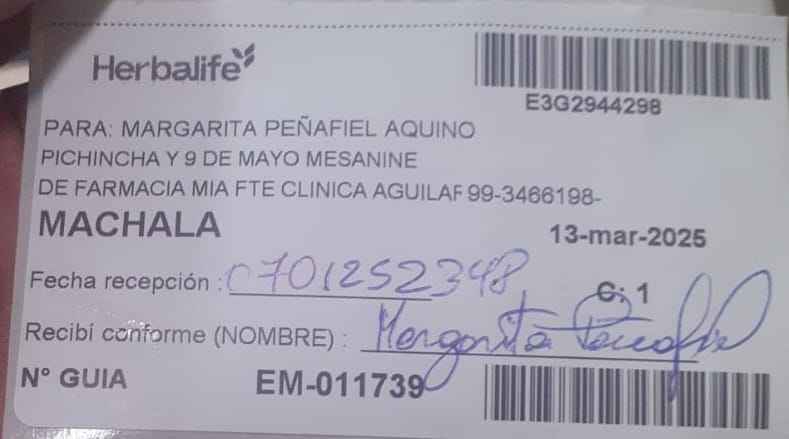 Herbalife
E3G2944298
PARA: MARGARITA PEÑAFIEL AQUINO
PICHINCHA Y 9 DE MAYO MESANINE
DE FARMACIA MIA FTE CLINICA AGUILAR 99-3466198-
MACHALA
13-mar-2025
Fecha recepción : 0701252348
C: 1
Recibí conforme (NOMBRE) : Margarita Peñafiel
N° GUIA EM-011739